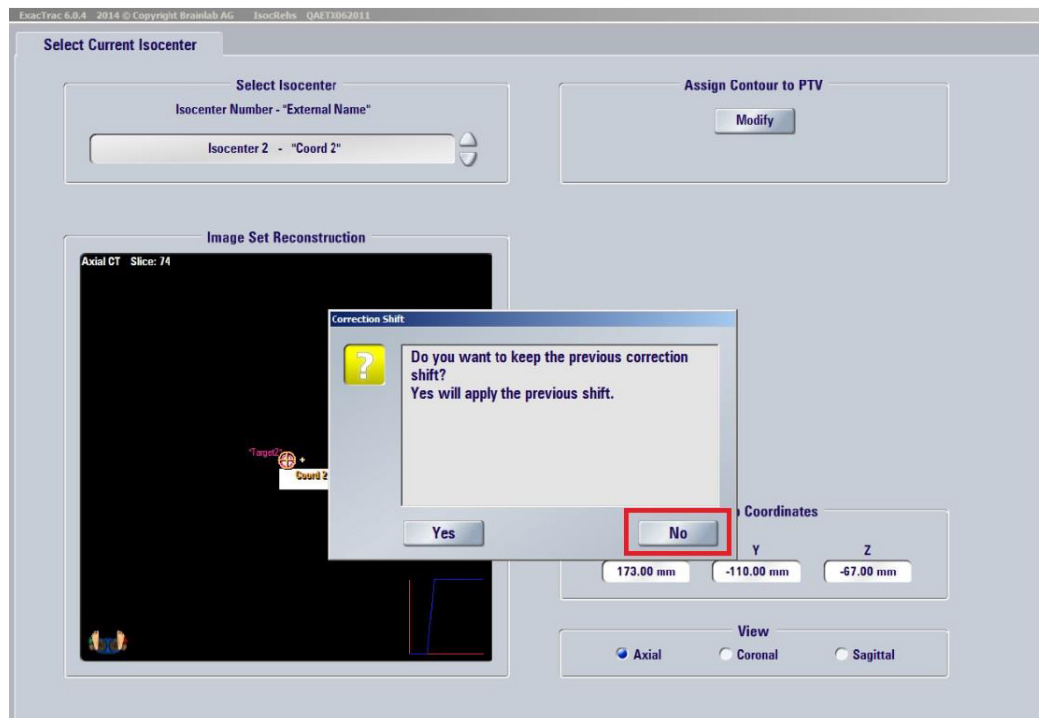 ExacTrac 6.0.4 2014 © Copyright Brainlab AG IsocRehs QAETX062011
Select Current Isocenter
Select Isocenter
Isocenter Number - "External Name"
Isocenter 2 - "Coord 2"
Assign Contour to PTV
Modify
Image Set Reconstruction
Axial CT Slice: 74
"Target2"
Coord 2
Correction Shift
?
Do you want to keep the previous correction
shift?
Yes will apply the previous shift.
Yes
No
Coordinates
Y
Z
173.00 mm
-110.00 mm
-67.00 mm
View
Axial
Coronal
Sagittal